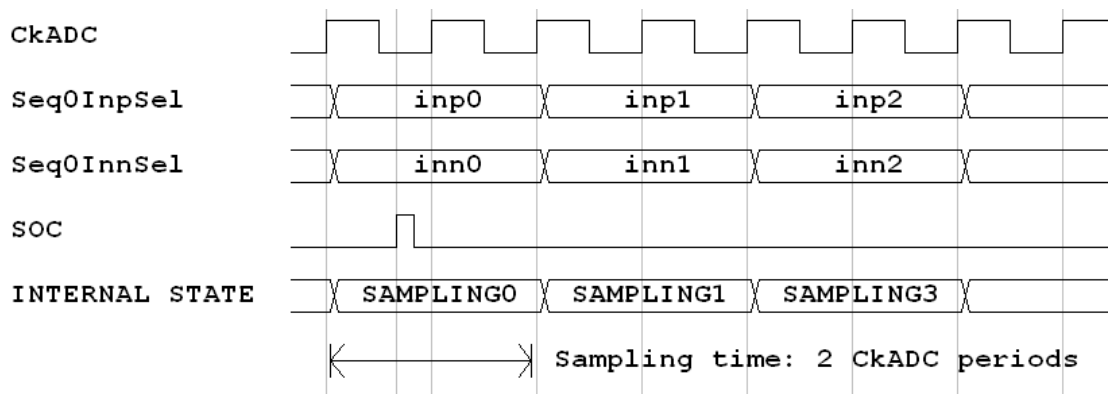 CkADC
Seq0InpSel inp0 inp1 inp2
Seq0InnSel inn0 inn1 inn2
SOC
INTERNAL STATE SAMPLING0 SAMPLING1 SAMPLING3
Sampling time: 2 CkADC periods